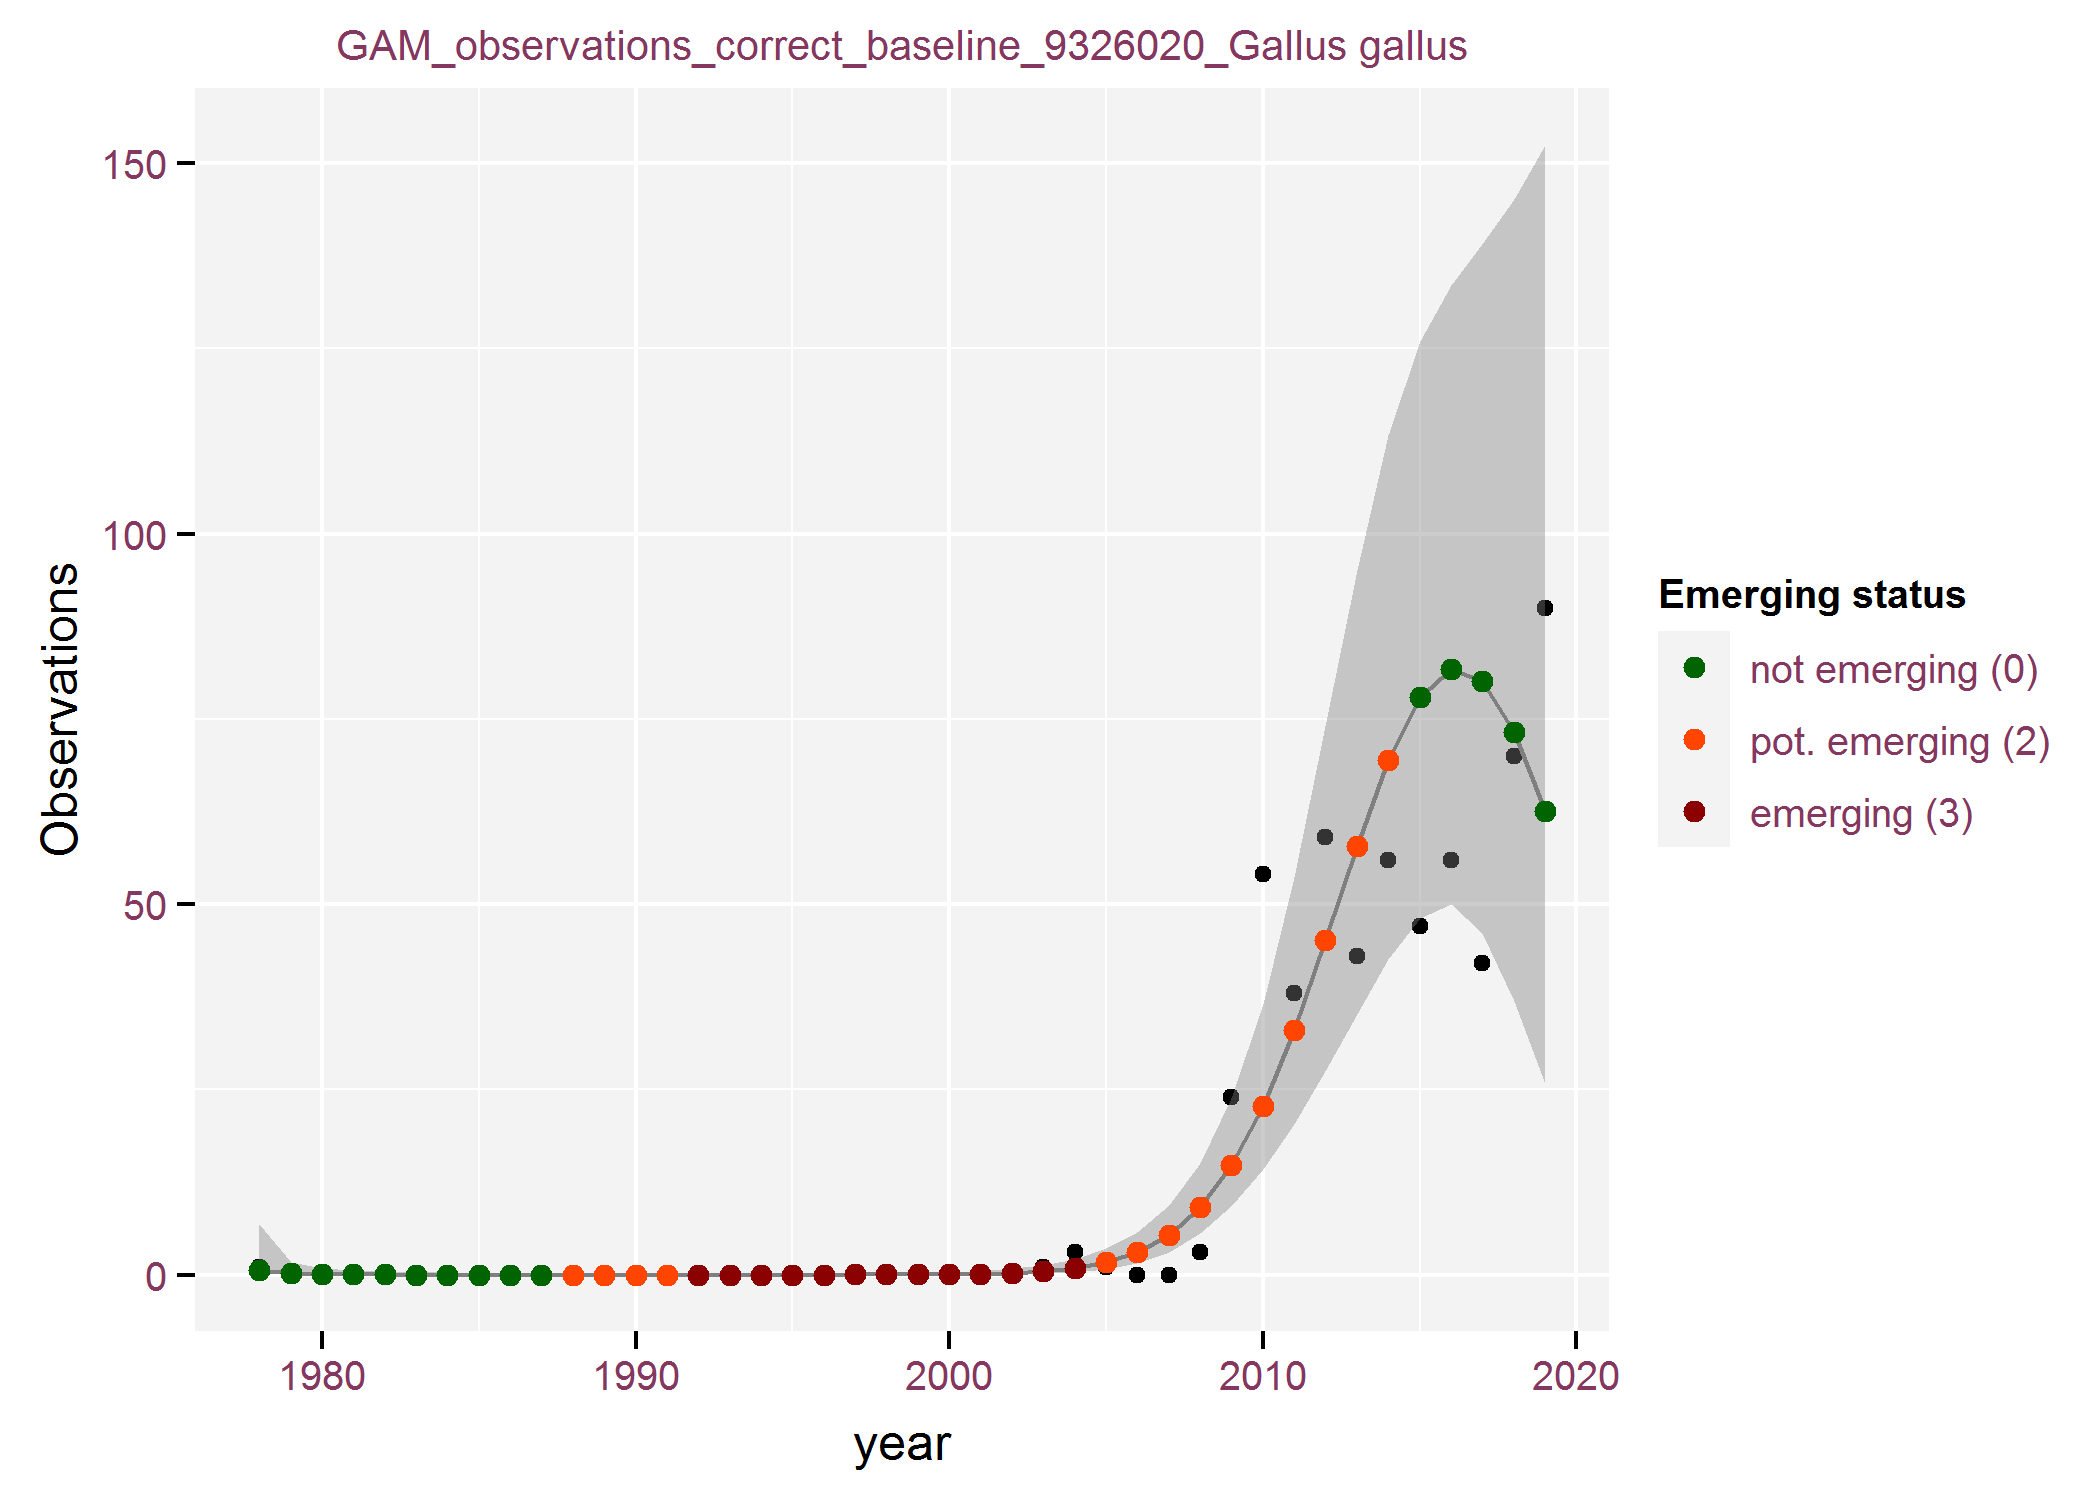 GAM_observations_correct_baseline_9326020_Gallus gallus
150
100
50
0
Observations
1980 1990 2000 2010 2020
year
Emerging status
not emerging (0)
pot. emerging (2)
emerging (3)